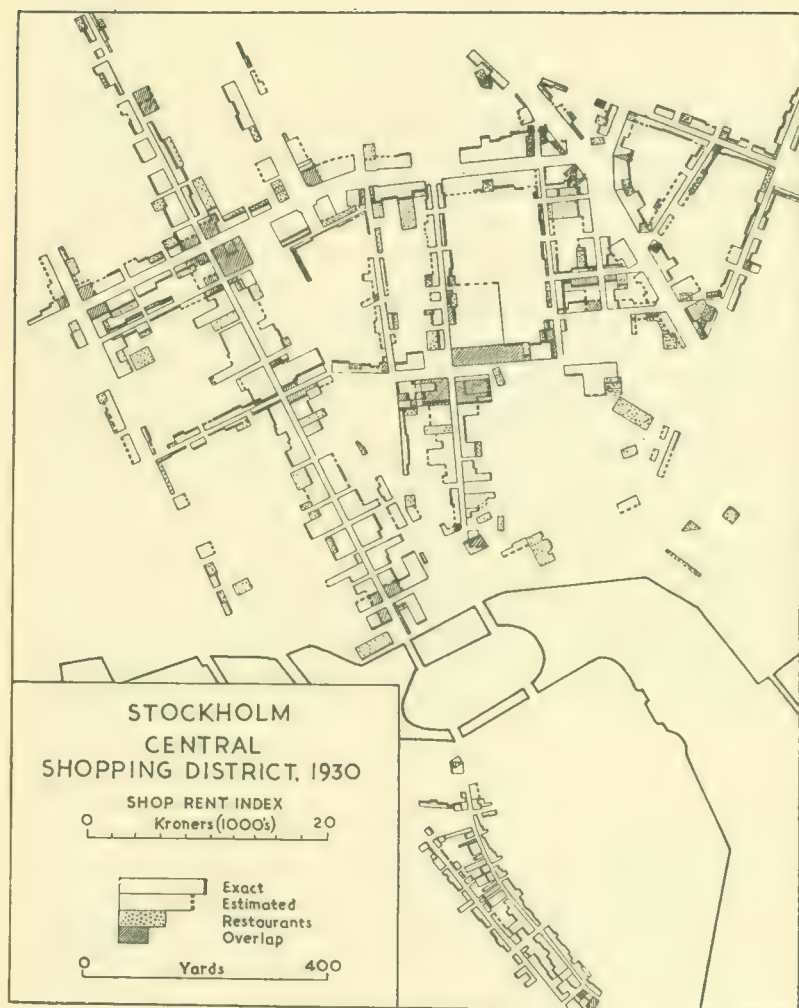 STOCKHOLM
CENTRAL
SHOPPING DISTRICT, 1930
SHOP RENT INDEX
0 Kroners (1000's) 20
Exact
Estimated
Restaurants
Overlap
0 Yards 400